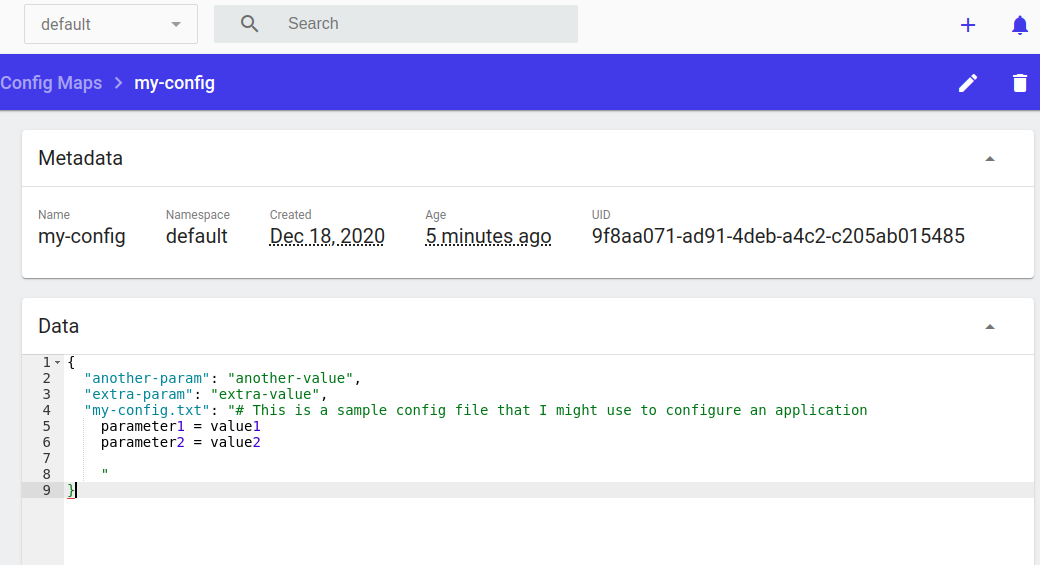 default Search
Config Maps > my-config
Metadata
Name Namespace Created Age UID
my-config default Dec 18, 2020 5 minutes ago 9f8aa071-ad91-4deb-a4c2-c205ab015485
Data
1 {
2   "another-param": "another-value",
3   "extra-param": "extra-value",
4   "my-config.txt": "# This is a sample config file that I might use to configure an application
5     parameter1 = value1
6     parameter2 = value2
7
8     "
9 }